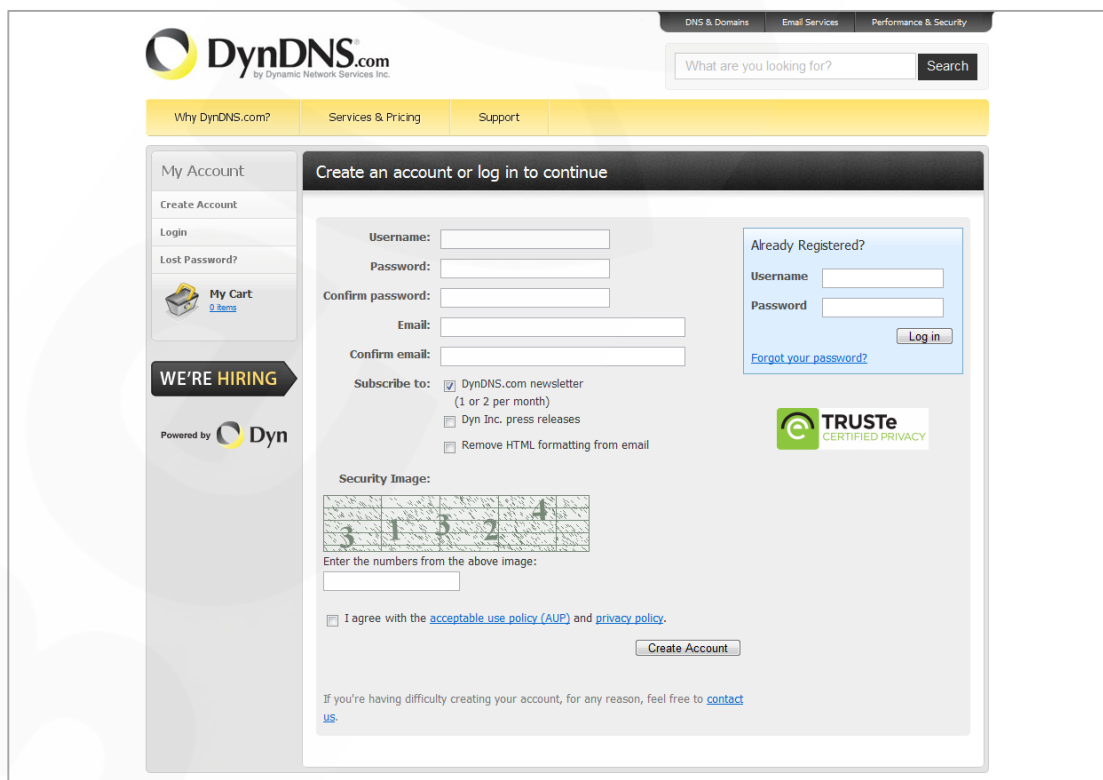 DNS & Domains
Email Services
Performance & Security
DynDNS.com
by Dynamic Network Services Inc.
What are you looking for?
Search
Why DynDNS.com?
Services & Pricing
Support
My Account
Create Account
Login
Lost Password?
My Cart
0 items
WE'RE HIRING
Powered by Dyn
Create an account or log in to continue
Username:
Password:
Confirm password:
Email:
Confirm email:
Subscribe to:
DynDNS.com newsletter
(1 or 2 per month)
Dyn Inc. press releases
Remove HTML formatting from email
Security Image:
3 1 3 2 4
Enter the numbers from the above image:
I agree with the acceptable use policy (AUP) and privacy policy.
Create Account
If you're having difficulty creating your account, for any reason, feel free to contact
us.
Already Registered?
Username
Password
Log in
Forgot your password?
TRUSTe
CERTIFIED PRIVACY